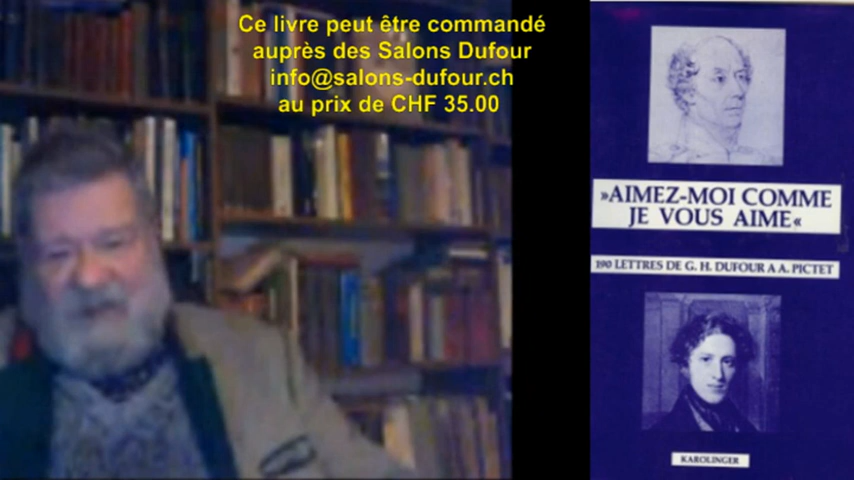 Ce livre peut être commandé
auprès des Salons Dufour
info@salons-dufour.ch
au prix de CHF 35.00
»AIMEZ-MOI COMME
JE VOUS AIME«
190 LETTRES DE G. H. DUFOUR A A. PICTET
KAROLINGER